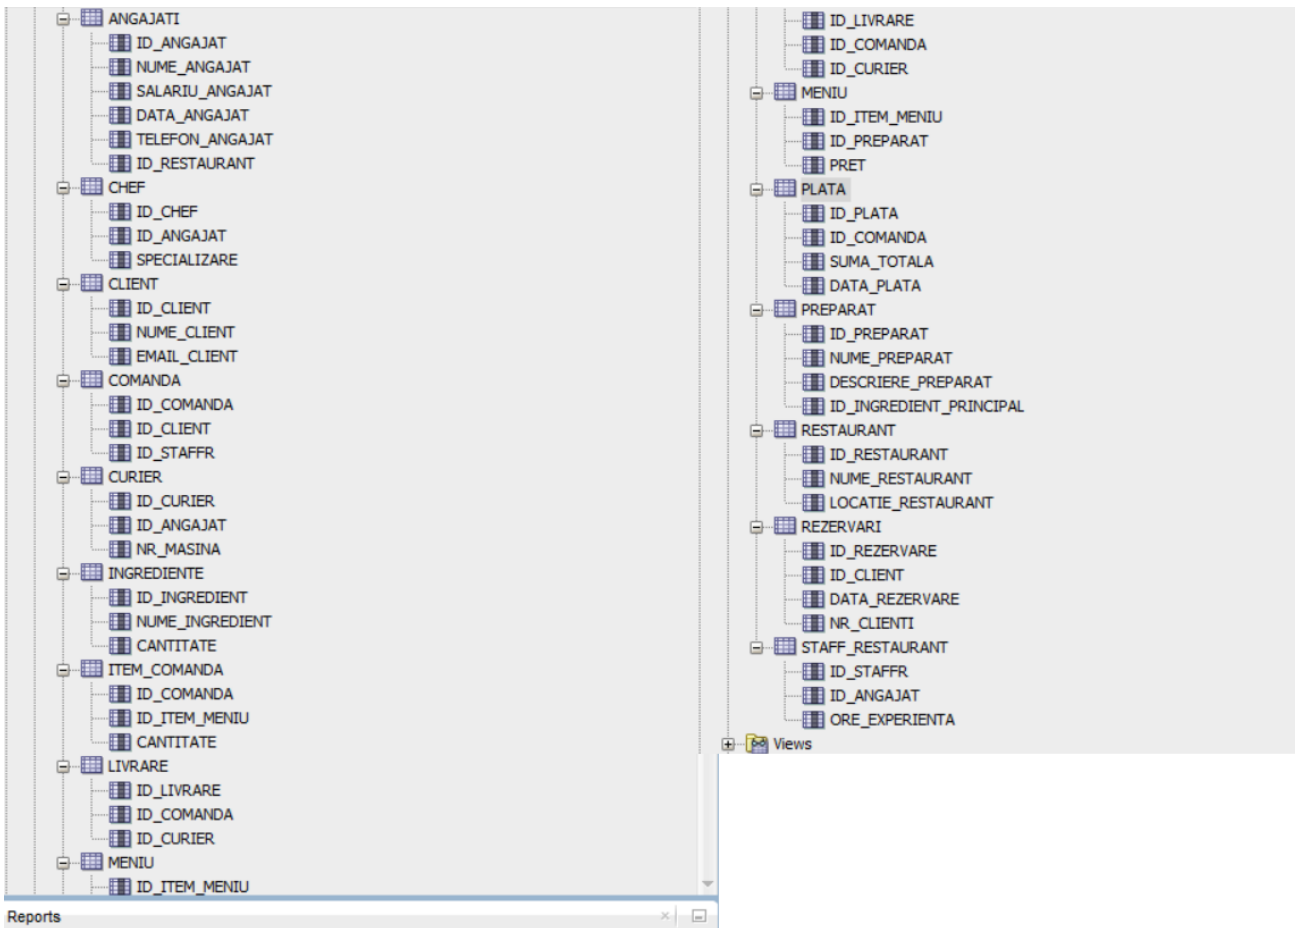 ANGAJATI
ID_ANGAJAT
NUME_ANGAJAT
SALARIU_ANGAJAT
DATA_ANGAJAT
TELEFON_ANGAJAT
ID_RESTAURANT
CHEF
ID_CHEF
ID_ANGAJAT
SPECIALIZARE
CLIENT
ID_CLIENT
NUME_CLIENT
EMAIL_CLIENT
COMANDA
ID_COMANDA
ID_CLIENT
ID_STAFFR
CURIER
ID_CURIER
ID_ANGAJAT
NR_MASINA
INGREDIENTE
ID_INGREDIENT
NUME_INGREDIENT
CANTITATE
ITEM_COMANDA
ID_COMANDA
ID_ITEM_MENIU
CANTITATE
LIVRARE
ID_LIVRARE
ID_COMANDA
ID_CURIER
MENIU
ID_ITEM_MENIU
Reports
ID_LIVRARE
ID_COMANDA
ID_CURIER
MENIU
ID_ITEM_MENIU
ID_PREPARAT
PRET
PLATA
ID_PLATA
ID_COMANDA
SUMA_TOTALA
DATA_PLATA
PREPARAT
ID_PREPARAT
NUME_PREPARAT
DESCRIERE_PREPARAT
ID_INGREDIENT_PRINCIPAL
RESTAURANT
ID_RESTAURANT
NUME_RESTAURANT
LOCATIE_RESTAURANT
REZERVARI
ID_REZERVARE
ID_CLIENT
DATA_REZERVARE
NR_CLIENTI
STAFF_RESTAURANT
ID_STAFFR
ID_ANGAJAT
ORE_EXPERIENTA
Views